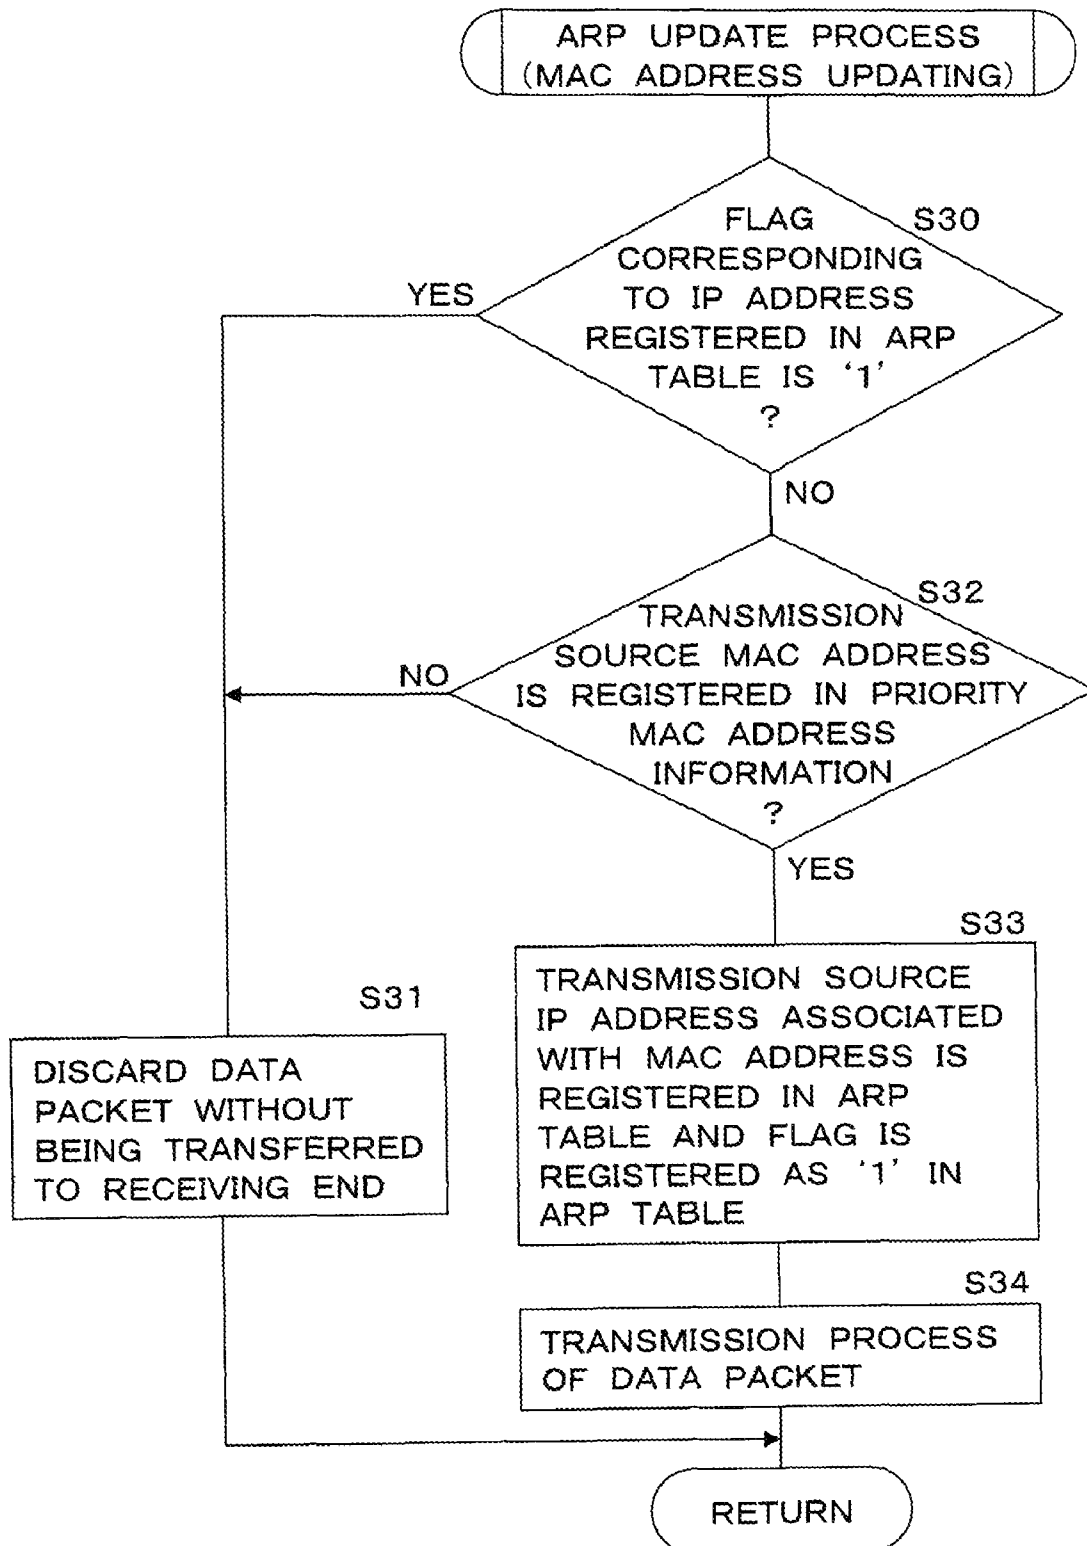 ARP UPDATE PROCESS
(MAC ADDRESS UPDATING)
S30
FLAG
CORRESPONDING
TO IP ADDRESS
REGISTERED IN ARP
TABLE IS ‘1’
?
YES
NO
S32
TRANSMISSION
SOURCE MAC ADDRESS
IS REGISTERED IN PRIORITY
MAC ADDRESS
INFORMATION
?
NO
YES
S33
TRANSMISSION SOURCE
IP ADDRESS ASSOCIATED
WITH MAC ADDRESS IS
REGISTERED IN ARP
TABLE AND FLAG IS
REGISTERED AS ‘1’ IN
ARP TABLE
S31
DISCARD DATA
PACKET WITHOUT
BEING TRANSFERRED
TO RECEIVING END
S34
TRANSMISSION PROCESS
OF DATA PACKET
RETURN